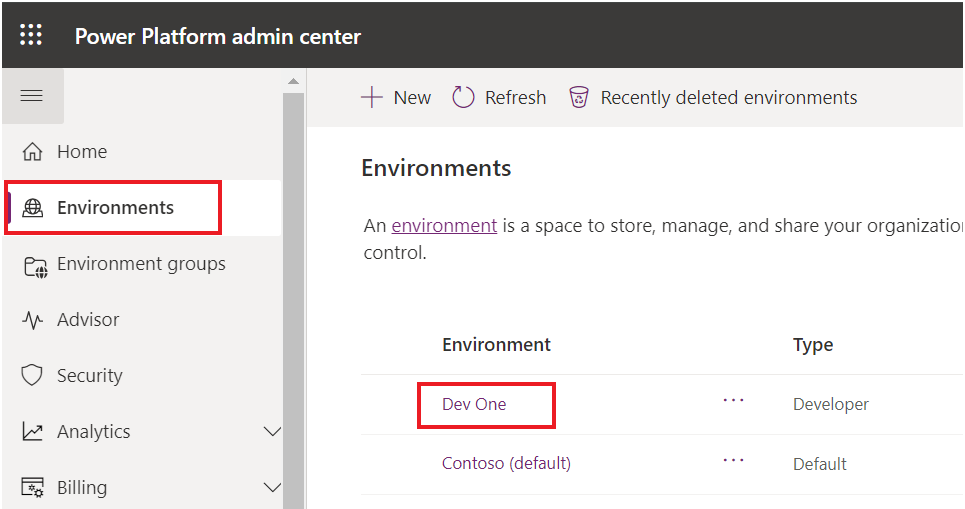 Power Platform admin center
New Refresh Recently deleted environments
Home
Environments
Environment groups
Advisor
Security
Analytics
Billing
Environments
An environment is a space to store, manage, and share your organization
control.
Environment Type
Dev One ... Developer
Contoso (default) ... Default